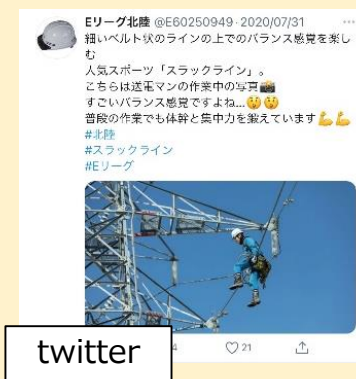 Eリーグ北陸 @E60250949・2020/07/31 ...
細いベルト状のラインの上でのバランス感覚を楽し
む
人気スポーツ「スラックライン」。
こちらは送電マンの作業中の写真📸
すごいバランス感覚ですよね...😲😲
普段の作業でも体幹と集中力を鍛えています💪💪
#北陸
#スラックライン
#Eリーグ
twitter
4
21